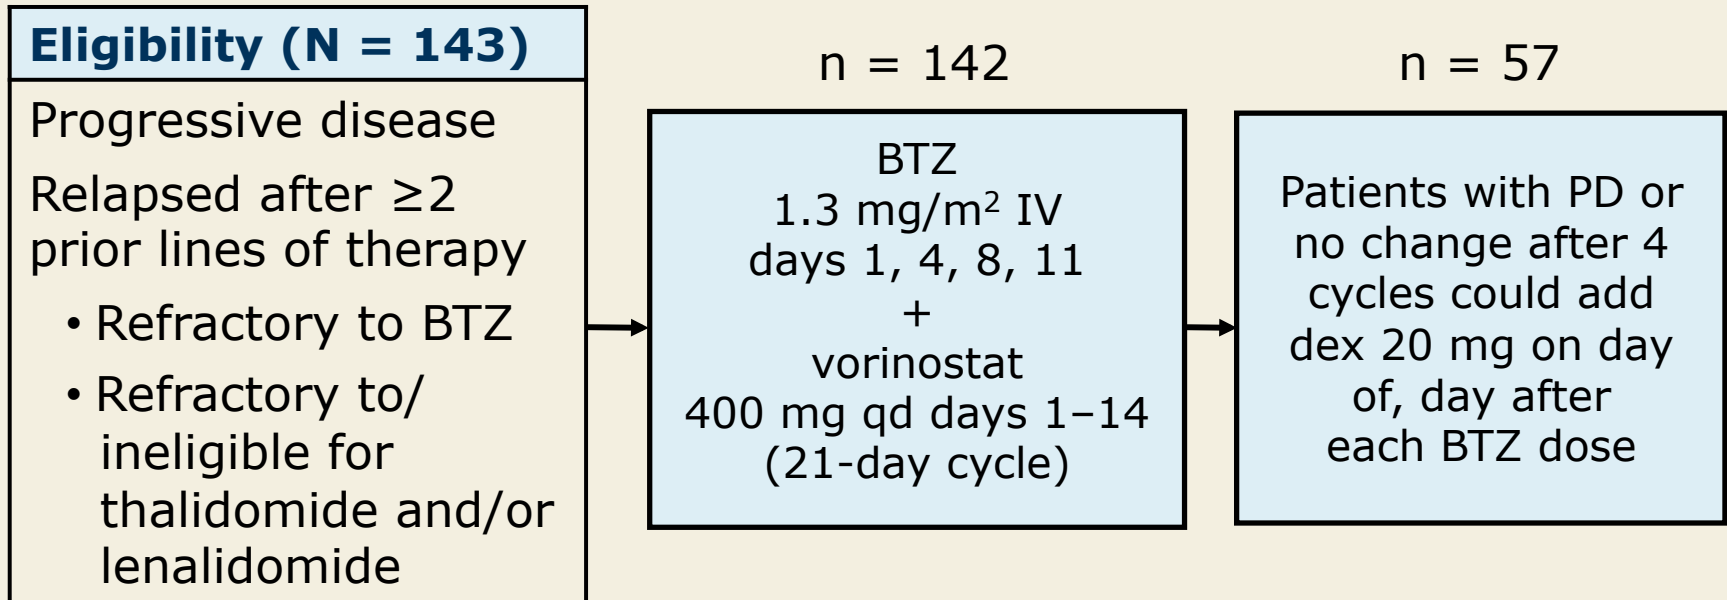 Eligibility (N = 143)
Progressive disease
Relapsed after ≥2
prior lines of therapy
• Refractory to BTZ
• Refractory to/
ineligible for
thalidomide and/or
lenalidomide
n = 142
BTZ
1.3 mg/m² IV
days 1, 4, 8, 11
+
vorinostat
400 mg qd days 1–14
(21-day cycle)
n = 57
Patients with PD or
no change after 4
cycles could add
dex 20 mg on day
of, day after
each BTZ dose